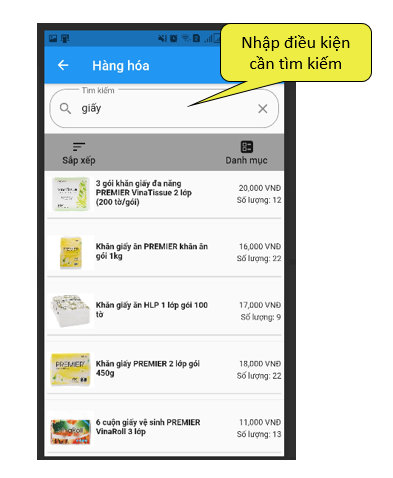 Nhập điều kiện
cần tìm kiếm
Hàng hóa
Tìm kiếm
giấy
Sắp xếp
Danh mục
3 gói khăn giấy đa năng
PREMIER VinaTissue 2 lớp
(200 tờ/gói)
20,000 VNĐ
Số lượng: 12
Khăn giấy ăn PREMIER khăn ăn
gói 1kg
16,000 VNĐ
Số lượng: 22
Khăn giấy ăn HLP 1 lớp gói 100
tờ
17,000 VNĐ
Số lượng: 9
PREMIER
Khăn giấy PREMIER 2 lớp gói
450g
18,000 VNĐ
Số lượng: 22
6 cuộn giấy vệ sinh PREMIER
VinaRoll 3 lớp
11,000 VNĐ
Số lượng: 13